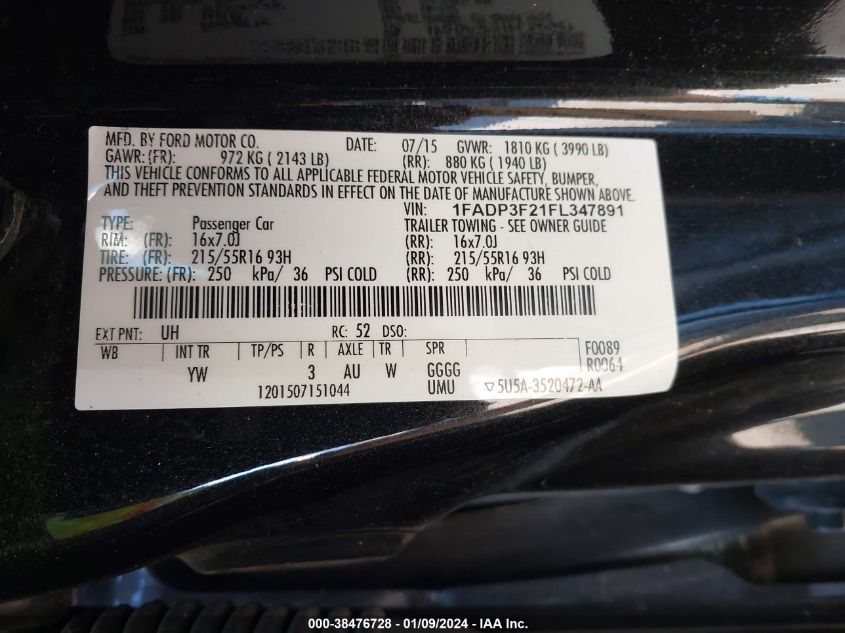 MFD. BY FORD MOTOR CO. DATE: 07/15 GVWR: 1810 KG ( 3990 LB)
GAWR:(FR): 972 KG ( 2143 LB) (RR): 880 KG ( 1940 LB)
THIS VEHICLE CONFORMS TO ALL APPLICABLE FEDERAL MOTOR VEHICLE SAFETY, BUMPER,
AND THEFT PREVENTION STANDARDS IN EFFECT ON THE DATE OF MANUFACTURE SHOWN ABOVE.
VIN: 1FADP3F21FL347891
TYPE: Passenger Car TRAILER TOWING - SEE OWNER GUIDE
RIM: (FR): 16x7.0J (RR): 16x7.0J
TIRE: (FR): 215/55R16 93H (RR): 215/55R16 93H
PRESSURE: (FR): 250 kPa/ 36 PSI COLD (RR): 250 kPa/ 36 PSI COLD
EXT PNT: UH RC: 52 DSO:
WB INT TR TP/PS R AXLE TR SPR F0089
YW 3 AU W GGGG R0064
1201507151044 UMU ▽5U5A-3520472-AA
000-38476728 - 01/09/2024 - IAA Inc.